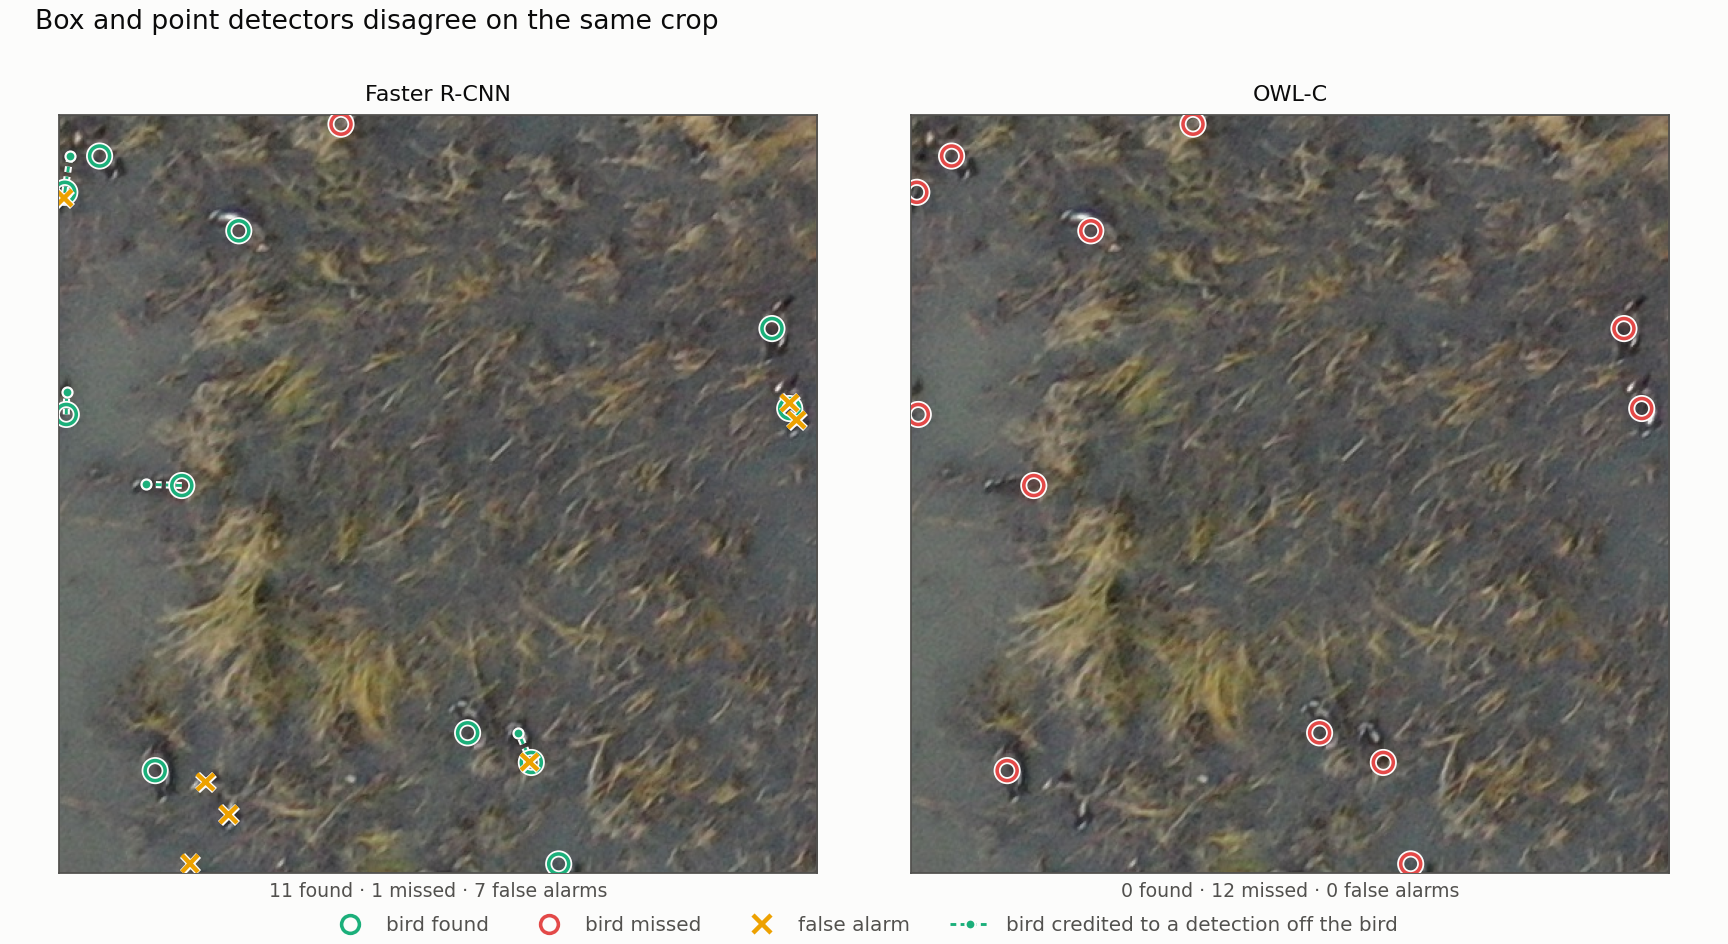 Box and point detectors disagree on the same crop
Faster R-CNN
OWL-C
11 found · 1 missed · 7 false alarms
0 found · 12 missed · 0 false alarms
bird found
bird missed
false alarm
bird credited to a detection off the bird